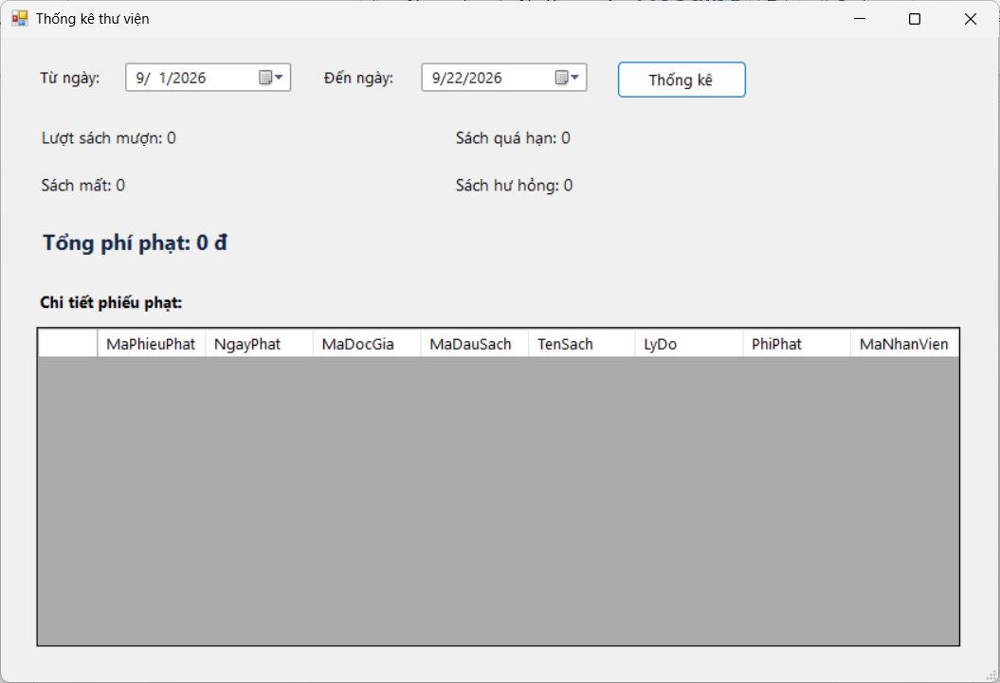 Thống kê thư viện
Từ ngày: 9/ 1/2026 Đến ngày: 9/22/2026 Thống kê
Lượt sách mượn: 0 Sách quá hạn: 0
Sách mất: 0 Sách hư hỏng: 0
Tổng phí phạt: 0 đ
Chi tiết phiếu phạt:
MaPhieuPhat NgayPhat MaDocGia MaDauSach TenSach LyDo PhiPhat MaNhanVien